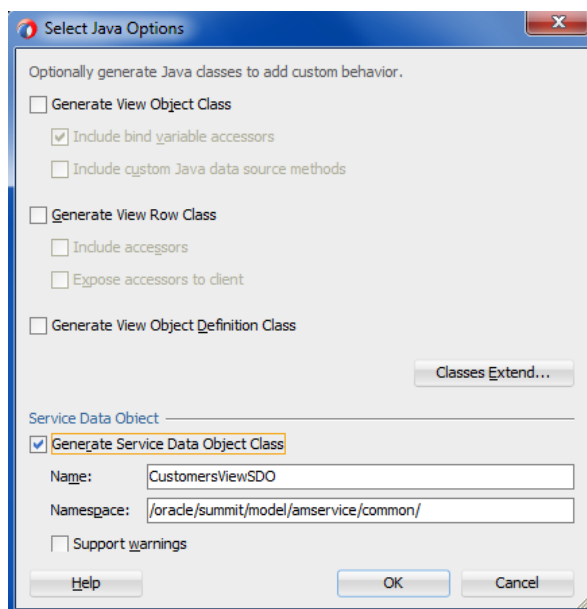 Select Java Options
Optionally generate Java classes to add custom behavior.
Generate View Object Class
Include bind variable accessors
Include custom Java data source methods
Generate View Row Class
Include accessors
Expose accessors to client
Generate View Object Definition Class
Classes Extend...
Service Data Object
Generate Service Data Object Class
Name: CustomersViewSDO
Namespace: /oracle/summit/model/amservice/common/
Support warnings
Help OK Cancel